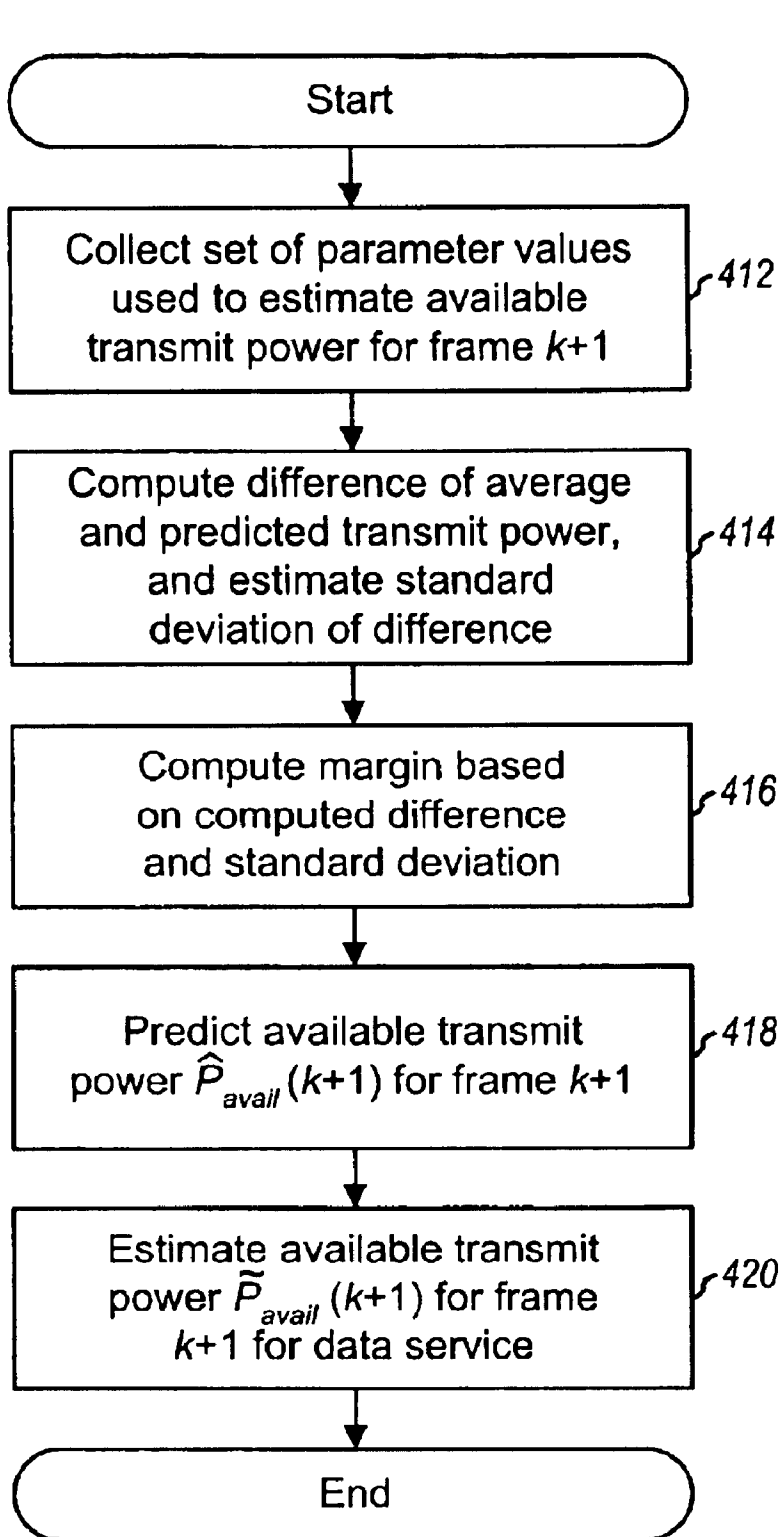 Start
Collect set of parameter values
used to estimate available
transmit power for frame k+1
412
Compute difference of average
and predicted transmit power,
and estimate standard
deviation of difference
414
Compute margin based
on computed difference
and standard deviation
416
Predict available transmit
power P̂avail (k+1) for frame k+1
418
Estimate available transmit
power P̃avail (k+1) for frame
k+1 for data service
420
End